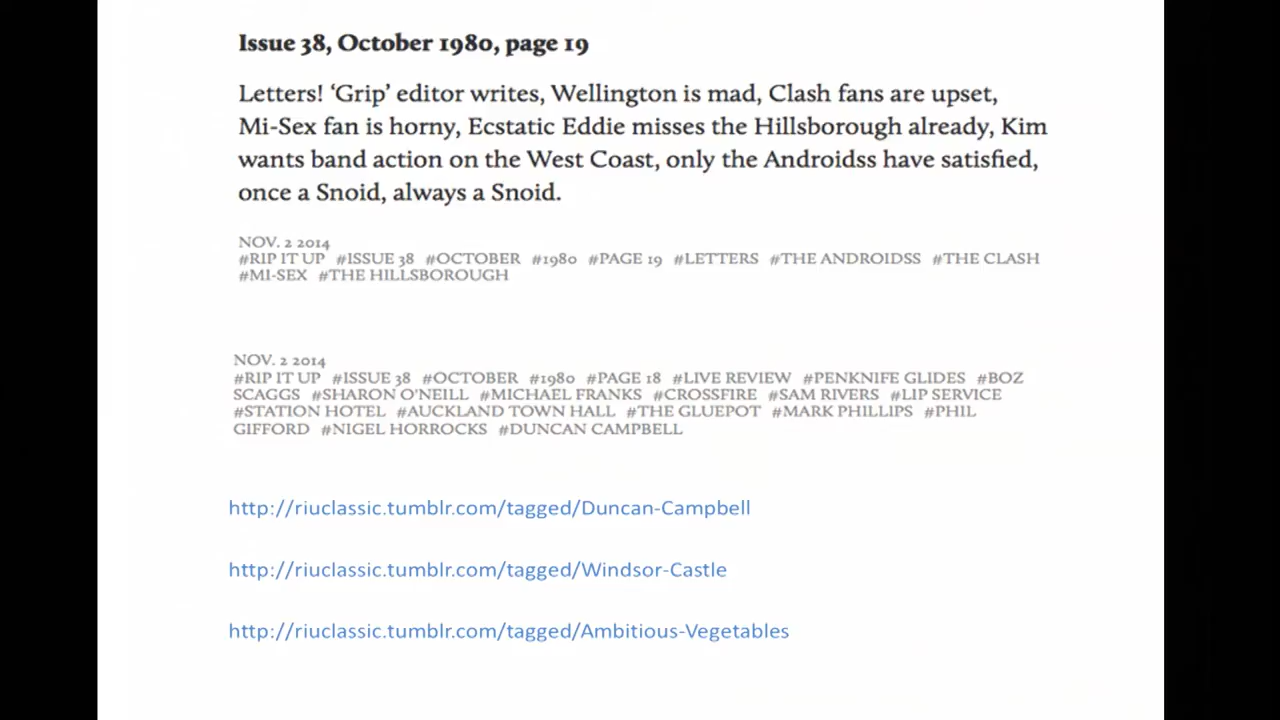 Issue 38, October 1980, page 19
Letters! ‘Grip’ editor writes, Wellington is mad, Clash fans are upset,
Mi-Sex fan is horny, Ecstatic Eddie misses the Hillsborough already, Kim
wants band action on the West Coast, only the Androidss have satisfied,
once a Snoid, always a Snoid.
NOV. 2 2014
#RIP IT UP #ISSUE 38 #OCTOBER #1980 #PAGE 19 #LETTERS #THE ANDROIDSS #THE CLASH
#MI-SEX #THE HILLSBOROUGH
NOV. 2 2014
#RIP IT UP #ISSUE 38 #OCTOBER #1980 #PAGE 18 #LIVE REVIEW #PENKNIFE GLIDES #BOZ
SCAGGS #SHARON O'NEILL #MICHAEL FRANKS #CROSSFIRE #SAM RIVERS #LIP SERVICE
#STATION HOTEL #AUCKLAND TOWN HALL #THE GLUEPOT #MARK PHILLIPS #PHIL
GIFFORD #NIGEL HORROCKS #DUNCAN CAMPBELL
http://riuclassic.tumblr.com/tagged/Duncan-Campbell
http://riuclassic.tumblr.com/tagged/Windsor-Castle
http://riuclassic.tumblr.com/tagged/Ambitious-Vegetables